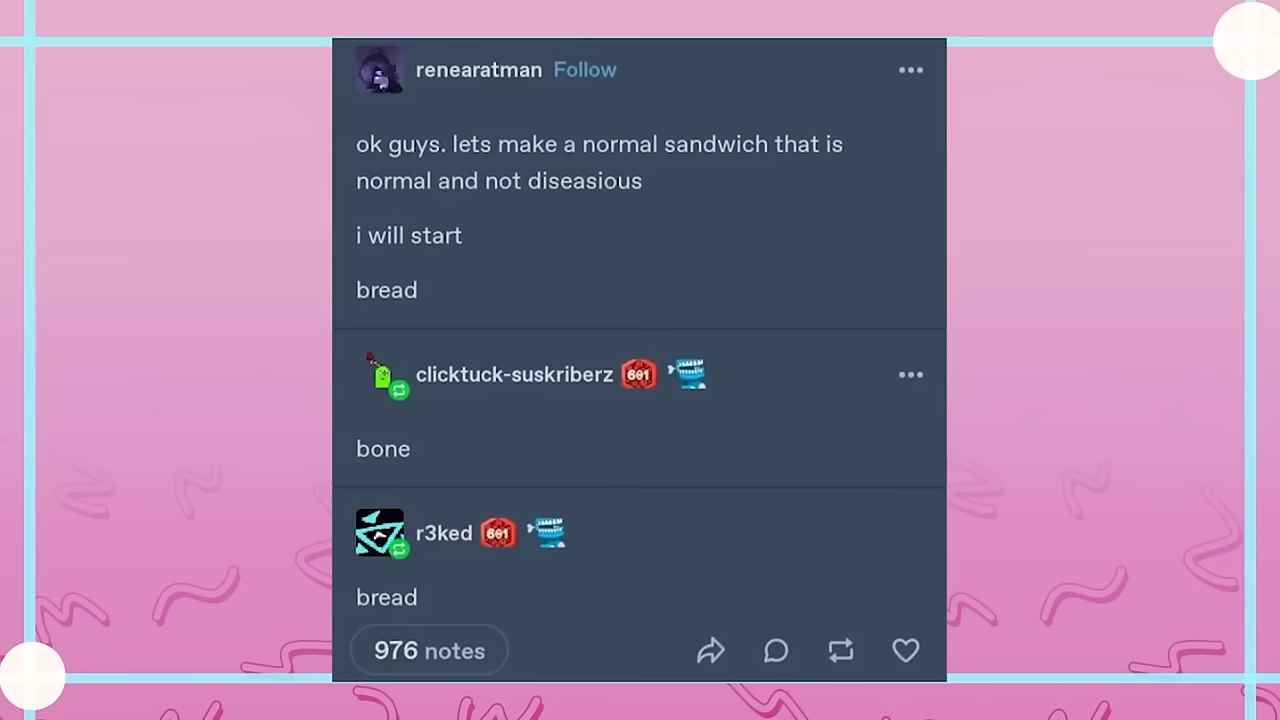 renearatman Follow
ok guys. lets make a normal sandwich that is
normal and not diseasious
i will start
bread
clicktuck-suskriberz
bone
r3ked
bread
976 notes